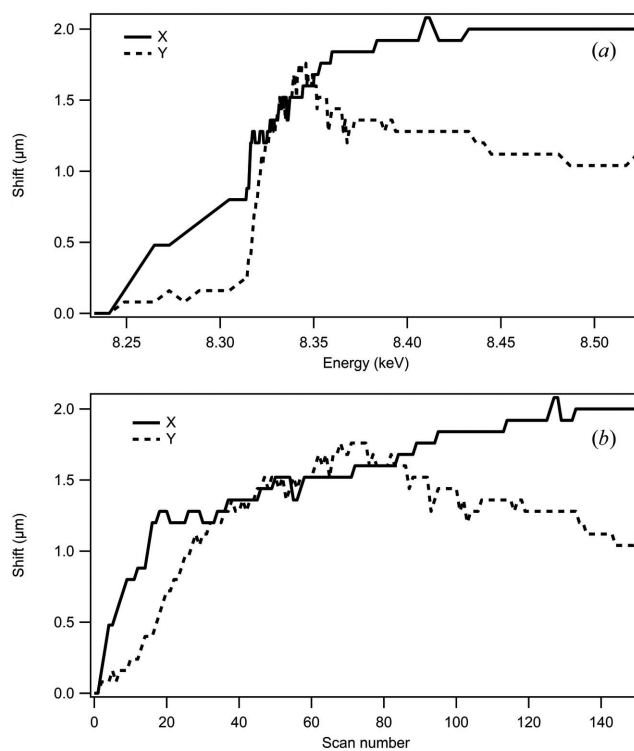 2.0
X
Y
(a)
1.5
1.0
0.5
0.0
Shift (µm)
8.25 8.30 8.35 8.40 8.45 8.50
Energy (keV)
2.0
X
Y
(b)
1.5
1.0
0.5
0.0
Shift (µm)
0 20 40 60 80 100 120 140
Scan number